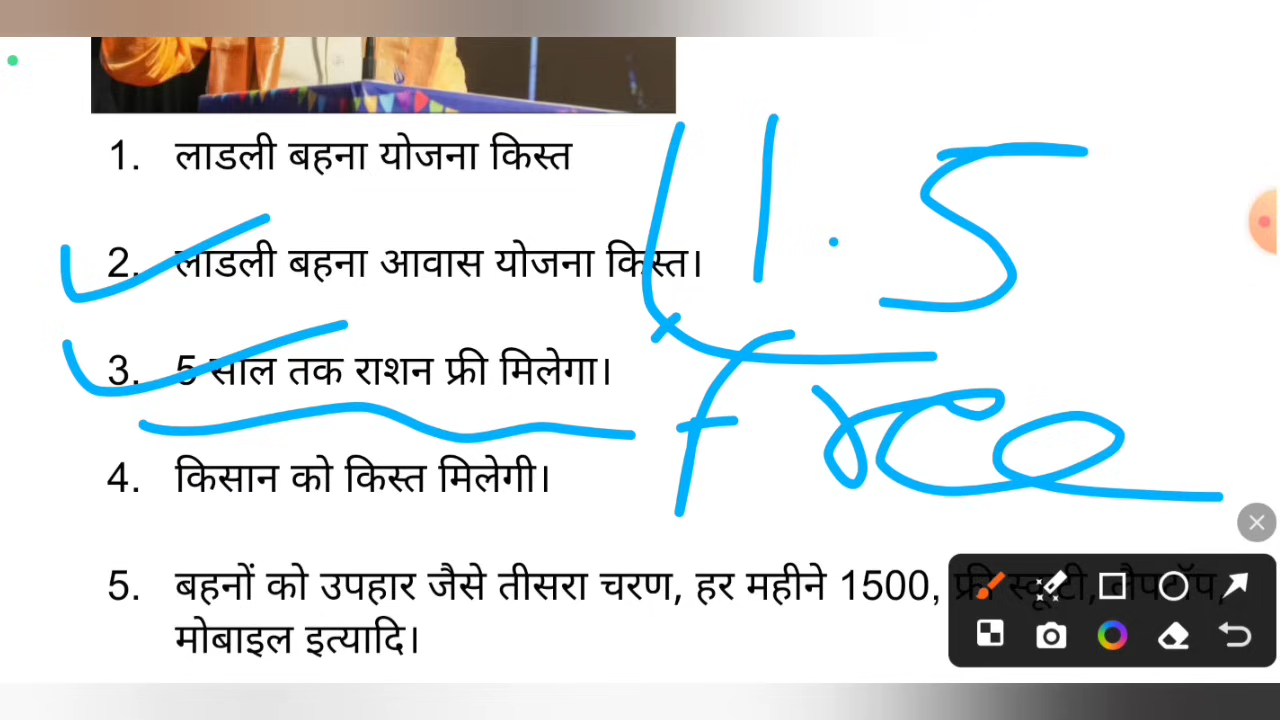 1. लाडली बहना योजना किस्त
2. लाडली बहना आवास योजना किस्त।
3. 5 साल तक राशन फ्री मिलेगा।
4. किसान को किस्त मिलेगी।
5. बहनों को उपहार जैसे तीसरा चरण, हर महीने 1500, फ्री स्कूटी, लैपटॉप,
मोबाइल इत्यादि।
1.5
free